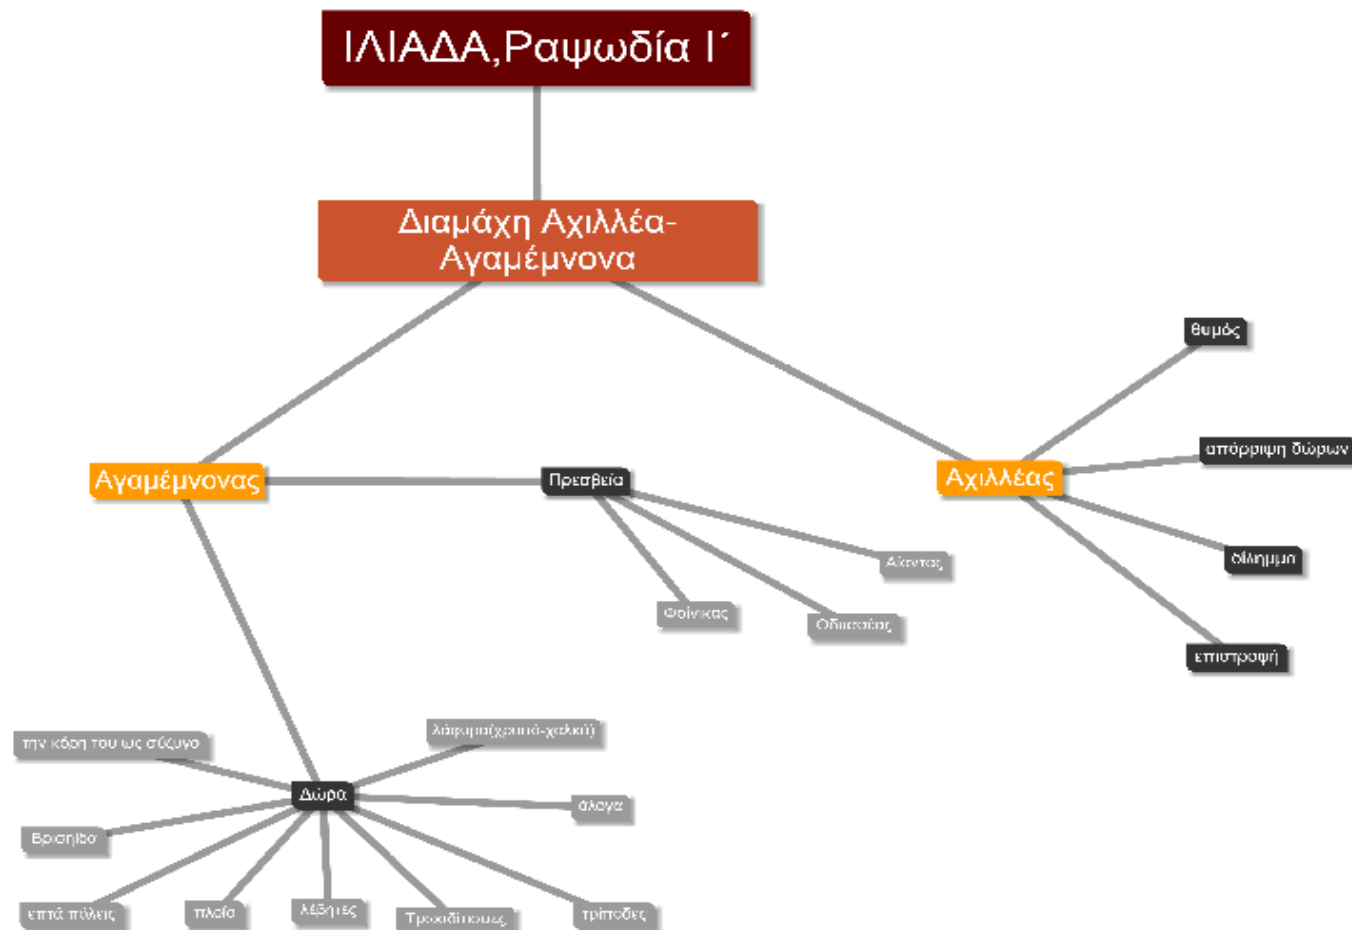 ΙΛΙΑΔΑ,Ραψωδία Ι΄
Διαμάχη Αχιλλέα-
Αγαμέμνονα
θυμός
απόρριψη δώρων
Αχιλλέας
Αγαμέμνονας
Πρεσβεία
δίλημμα
Αίαντας
Φοίνικας
Οδυσσέας
επιστροφή
λάφυρα(χρυσό-χαλκό)
την κόρη του ως σύζυγο
Δώρα
άλογα
Βρισηίδα
επτά πόλεις
πλοίο
λέβητες
τρίποδες